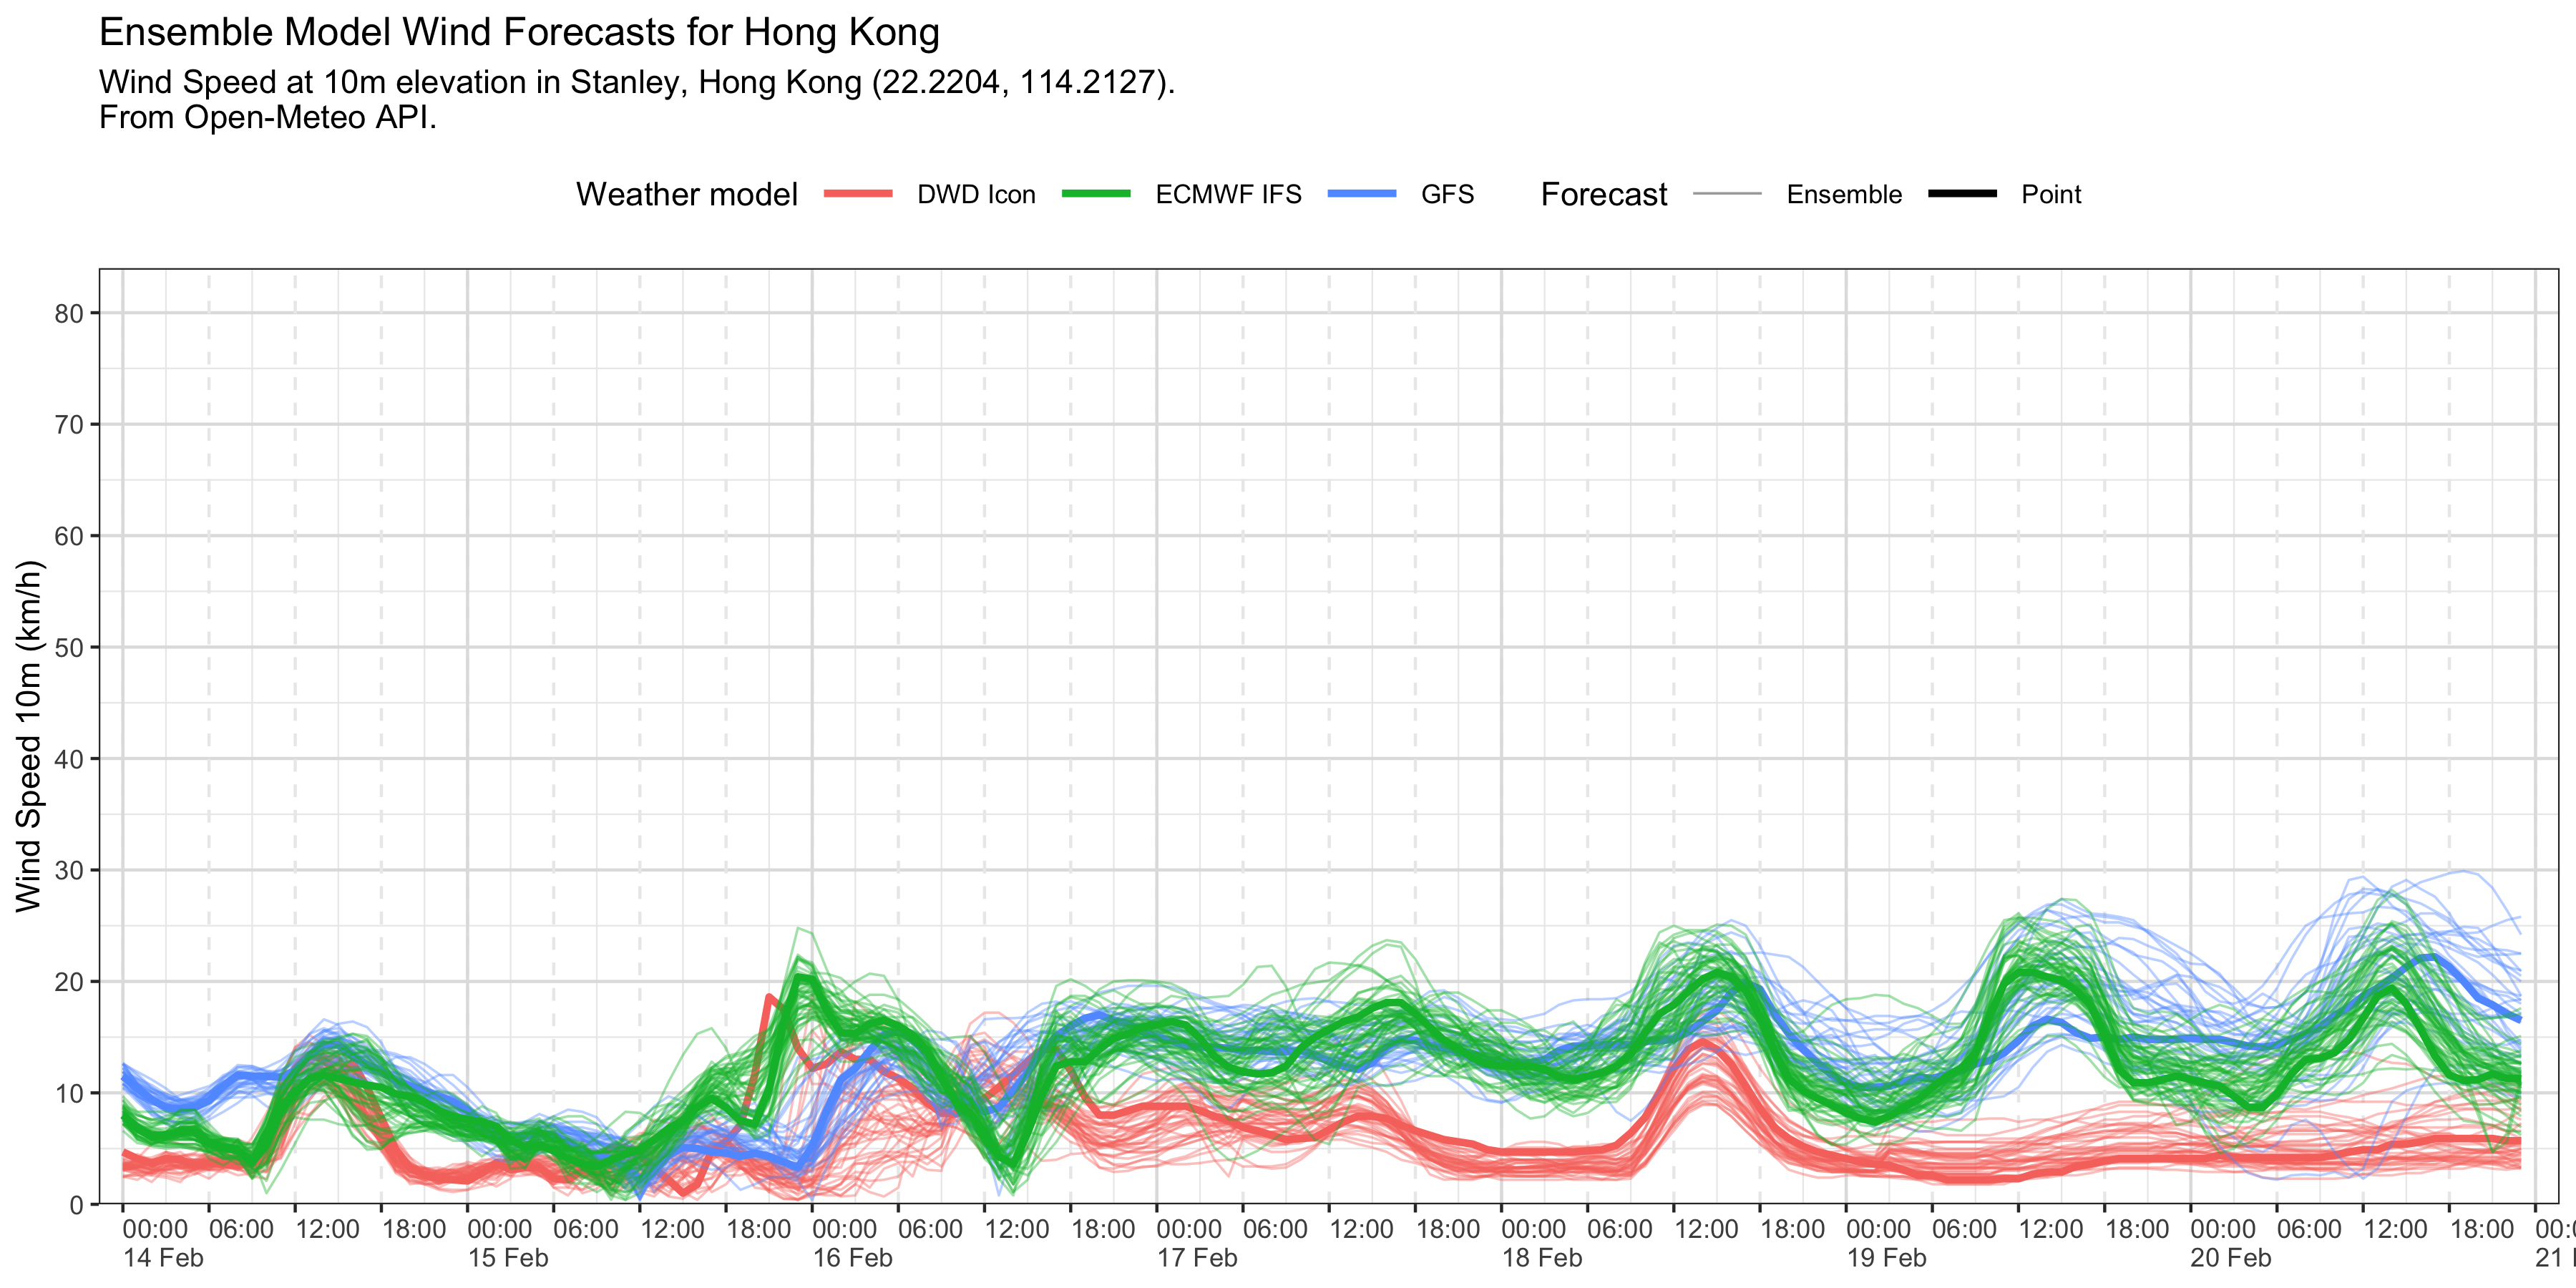 Ensemble Model Wind Forecasts for Hong Kong
Wind Speed at 10m elevation in Stanley, Hong Kong (22.2204, 114.2127).
From Open-Meteo API.
Weather model DWD Icon ECMWF IFS GFS Forecast Ensemble Point
Wind Speed 10m (km/h)
80
70
60
50
40
30
20
10
0
00:00 06:00 12:00 18:00 00:00 06:00 12:00 18:00 00:00 06:00 12:00 18:00 00:00 06:00 12:00 18:00 00:00 06:00 12:00 18:00 00:00 06:00 12:00 18:00 00:00 06:00 12:00 18:00 00:
14 Feb 15 Feb 16 Feb 17 Feb 18 Feb 19 Feb 20 Feb 21